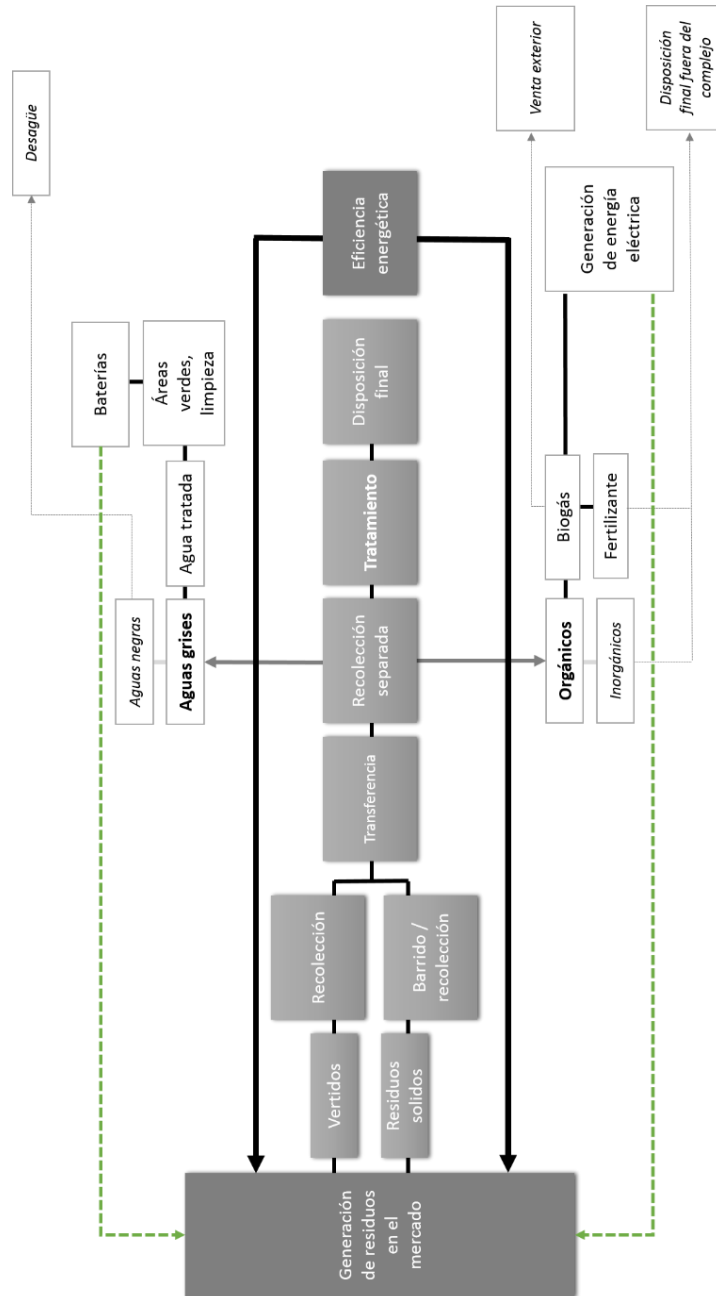 Generación
de residuos
en el
mercado
Vertidos
Residuos
solidos
Recolección
Barrido /
recolección
Transferencia
Recolección
separada
Tratamiento
Disposición
final
Eficiencia
energética
Aguas negras
Aguas grises
Agua tratada
Áreas
verdes,
limpieza
Baterías
Desagüe
Orgánicos
Inorgánicos
Biogás
Fertilizante
Generación
de energía
eléctrica
Venta exterior
Disposición
final fuera del
complejo